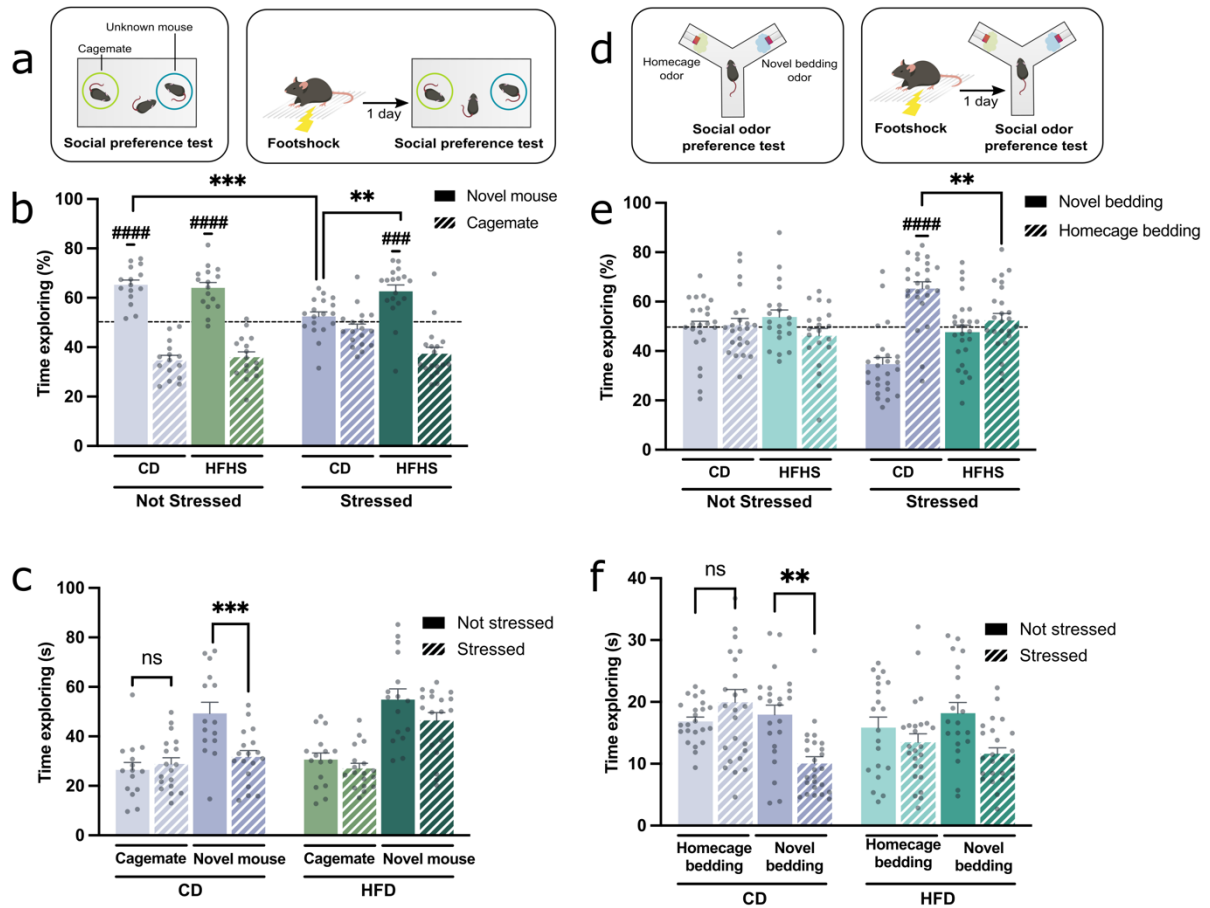 a
Unknown mouse
Cagemate
Social preference test
Footshock
1 day
Social preference test
d
Homecage
odor
Novel bedding
odor
Social odor
preference test
Footshock
1 day
Social odor
preference test
b
Time exploring (%)
100
80
60
40
20
0
***
**
####
####
###
Novel mouse
Cagemate
CD
HFHS
CD
HFHS
Not Stressed
Stressed
e
Time exploring (%)
100
80
60
40
20
0
**
####
Novel bedding
Homecage bedding
CD
HFHS
CD
HFHS
Not Stressed
Stressed
c
Time exploring (s)
100
80
60
40
20
0
ns
***
Not stressed
Stressed
Cagemate
Novel mouse
Cagemate
Novel mouse
CD
HFD
f
Time exploring (s)
40
30
20
10
0
ns
**
Not stressed
Stressed
Homecage
bedding
Novel
bedding
Homecage
bedding
Novel
bedding
CD
HFD